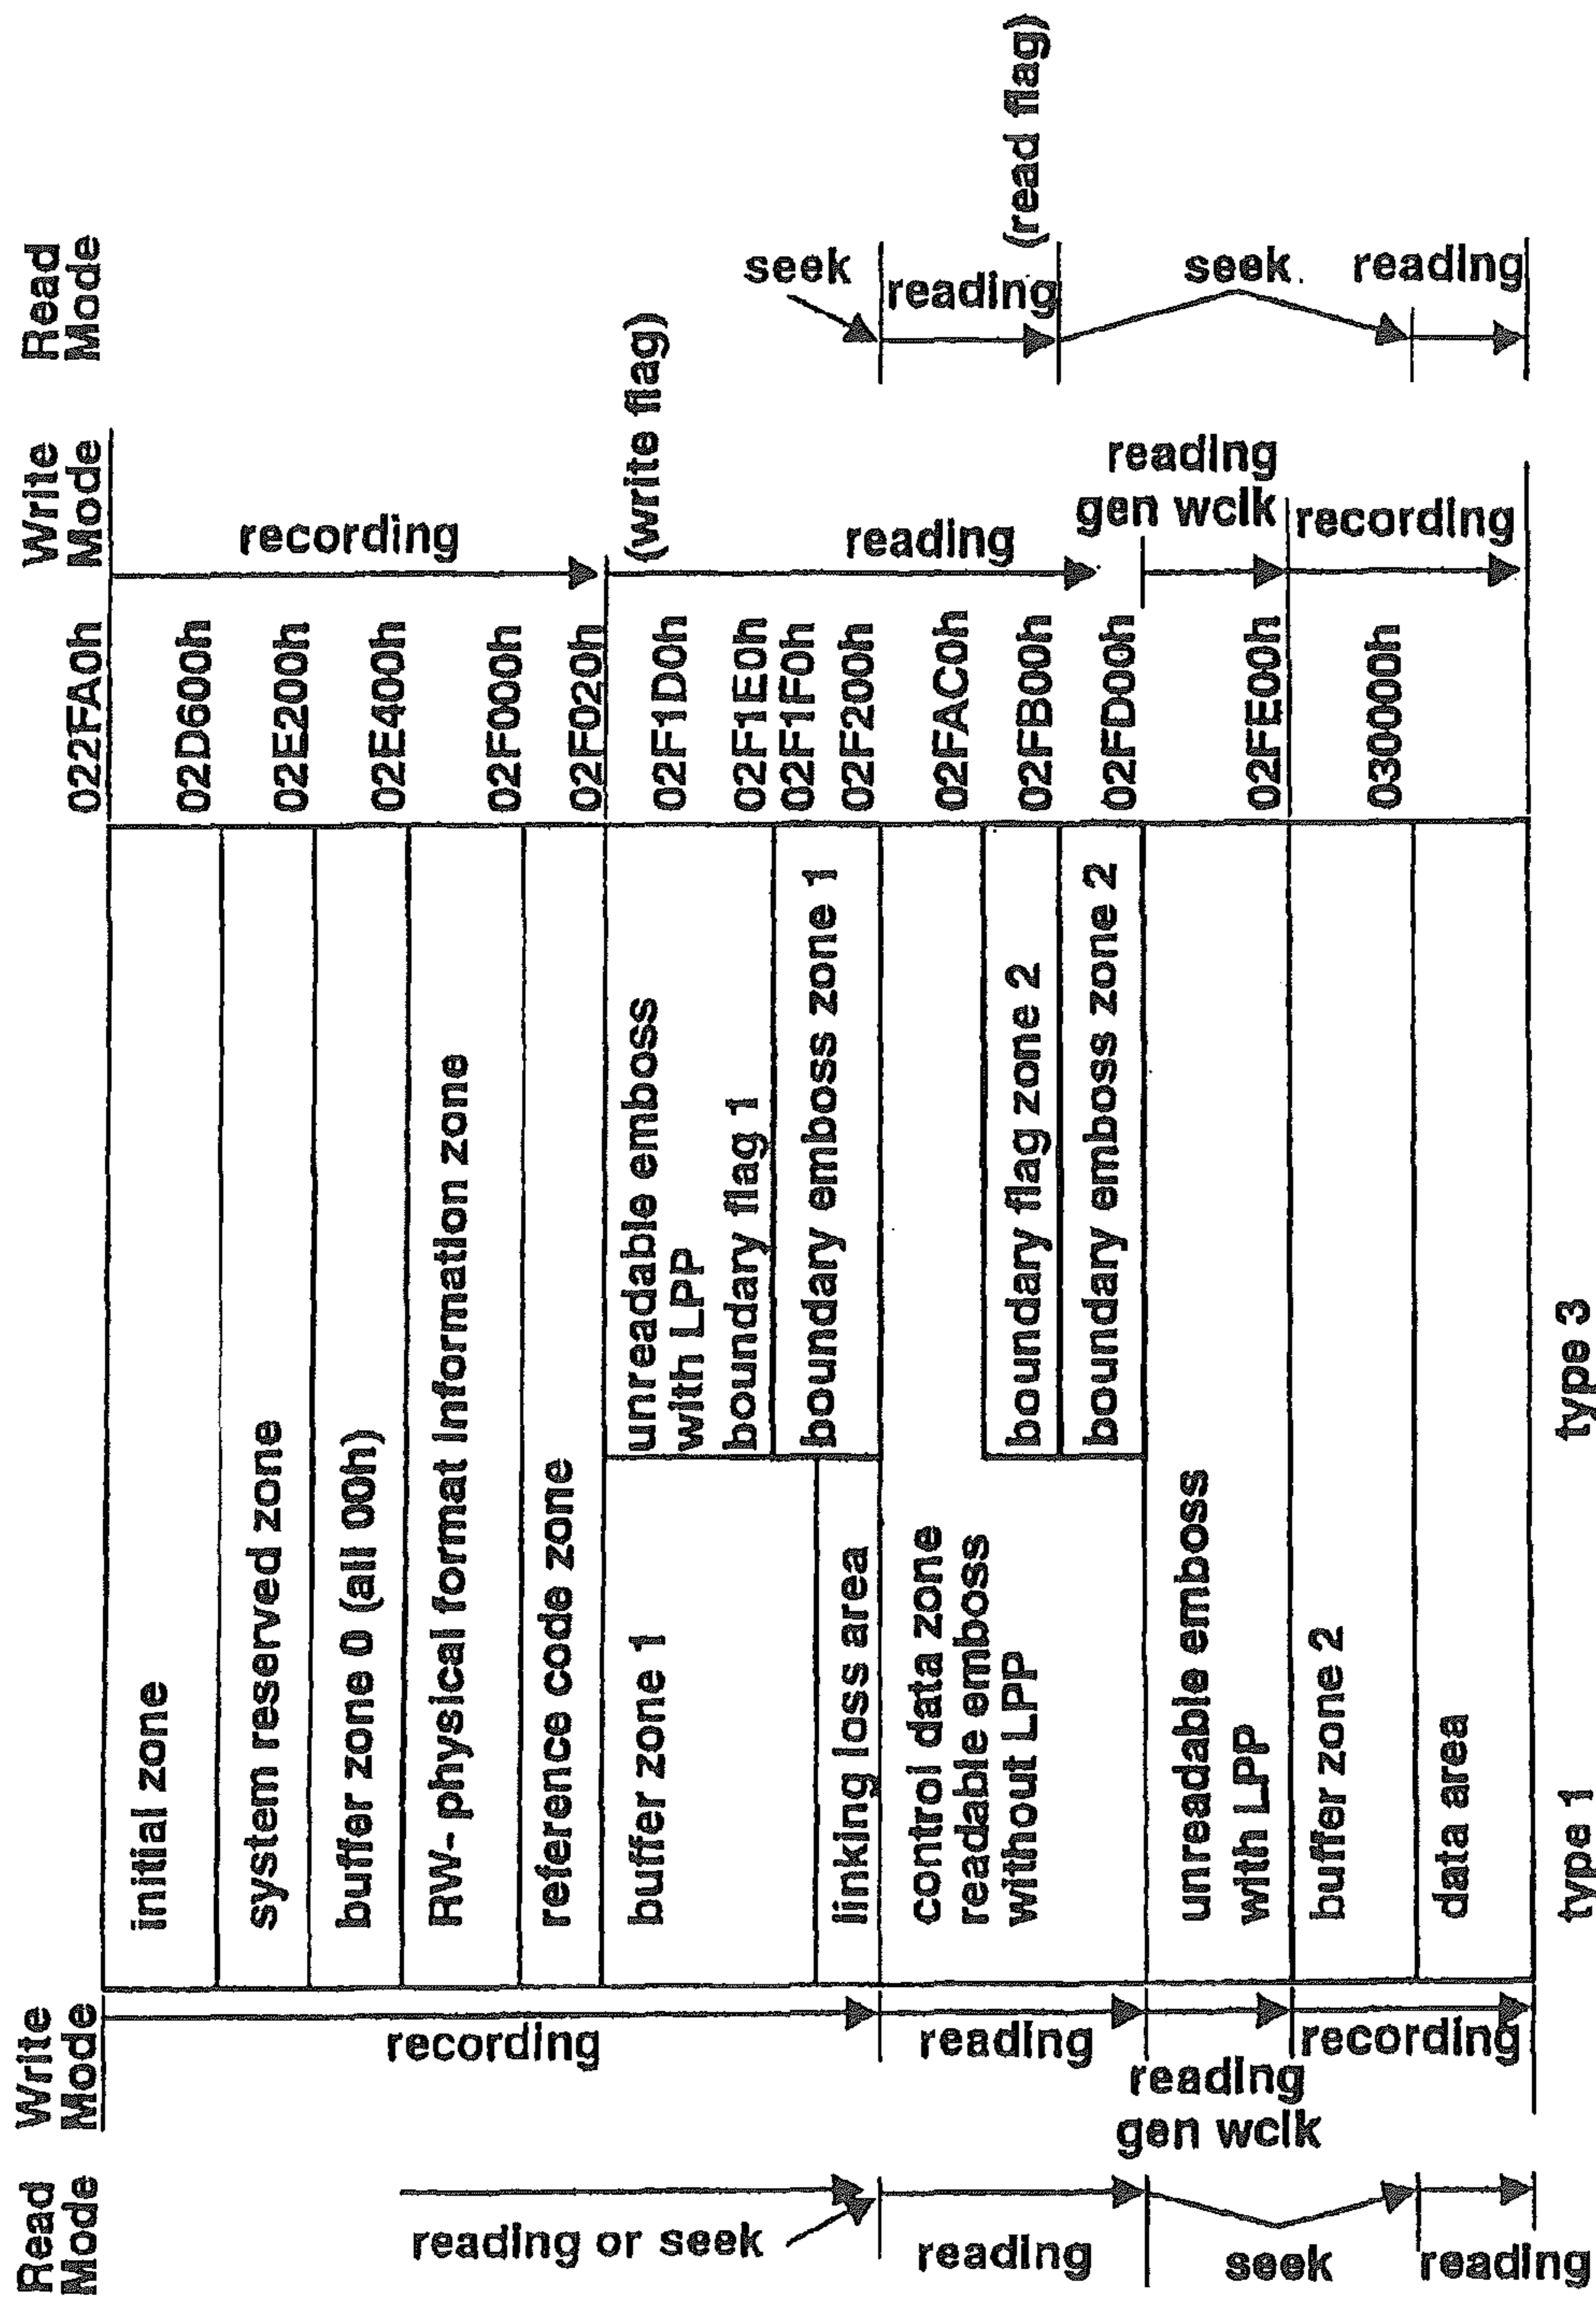 Read
Mode
Write
Mode
022FA0h
02D600h
02E200h
02E400h
02F000h
02F020h
02F1D0h
02F1E0h
02F1F0h
02F200h
02FAC0h
02FB00h
02FD00h
02FE00h
030000h
recording
(write flag)
reading
reading
gen wclk
recording
seek
reading
(read flag)
seek
reading
initial zone
system reserved zone
buffer zone 0 (all 00h)
RW- physical format information zone
reference code zone
buffer zone 1
unreadable emboss
with LPP
boundary flag 1
boundary emboss zone 1
linking loss area
control data zone
readable emboss
without LPP
boundary flag zone 2
boundary emboss zone 2
unreadable emboss
with LPP
buffer zone 2
data area
type 1
type 3
Read
Mode
Write
Mode
recording
reading
reading
gen wclk
recording
reading or seek
reading
seek
reading